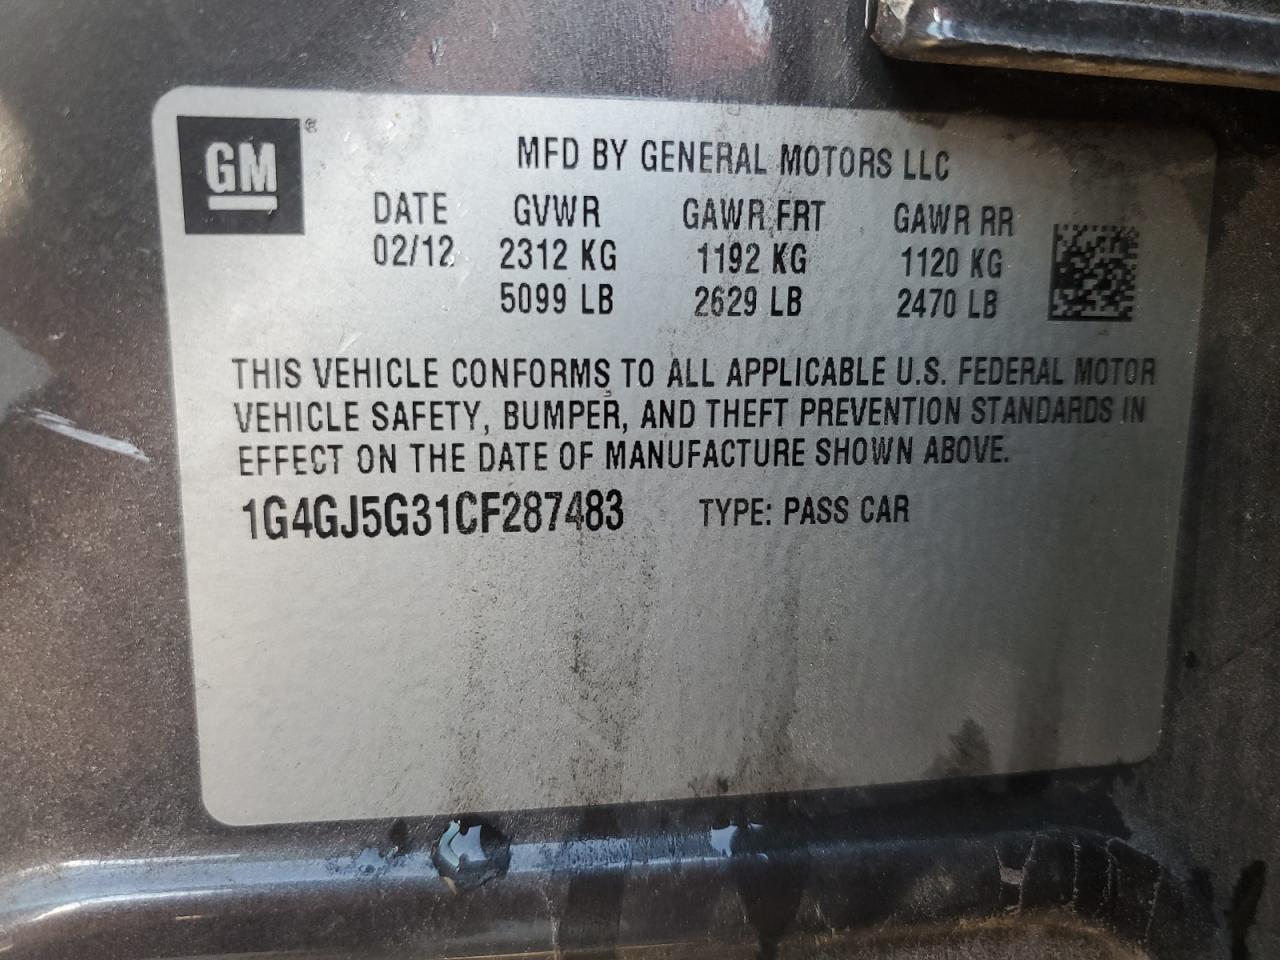 GM®
MFD BY GENERAL MOTORS LLC
DATE GVWR GAWR FRT GAWR RR
02/12 2312 KG 1192 KG 1120 KG
5099 LB 2629 LB 2470 LB
THIS VEHICLE CONFORMS TO ALL APPLICABLE U.S. FEDERAL MOTOR
VEHICLE SAFETY, BUMPER, AND THEFT PREVENTION STANDARDS IN
EFFECT ON THE DATE OF MANUFACTURE SHOWN ABOVE.
1G4GJ5G31CF287483 TYPE: PASS CAR